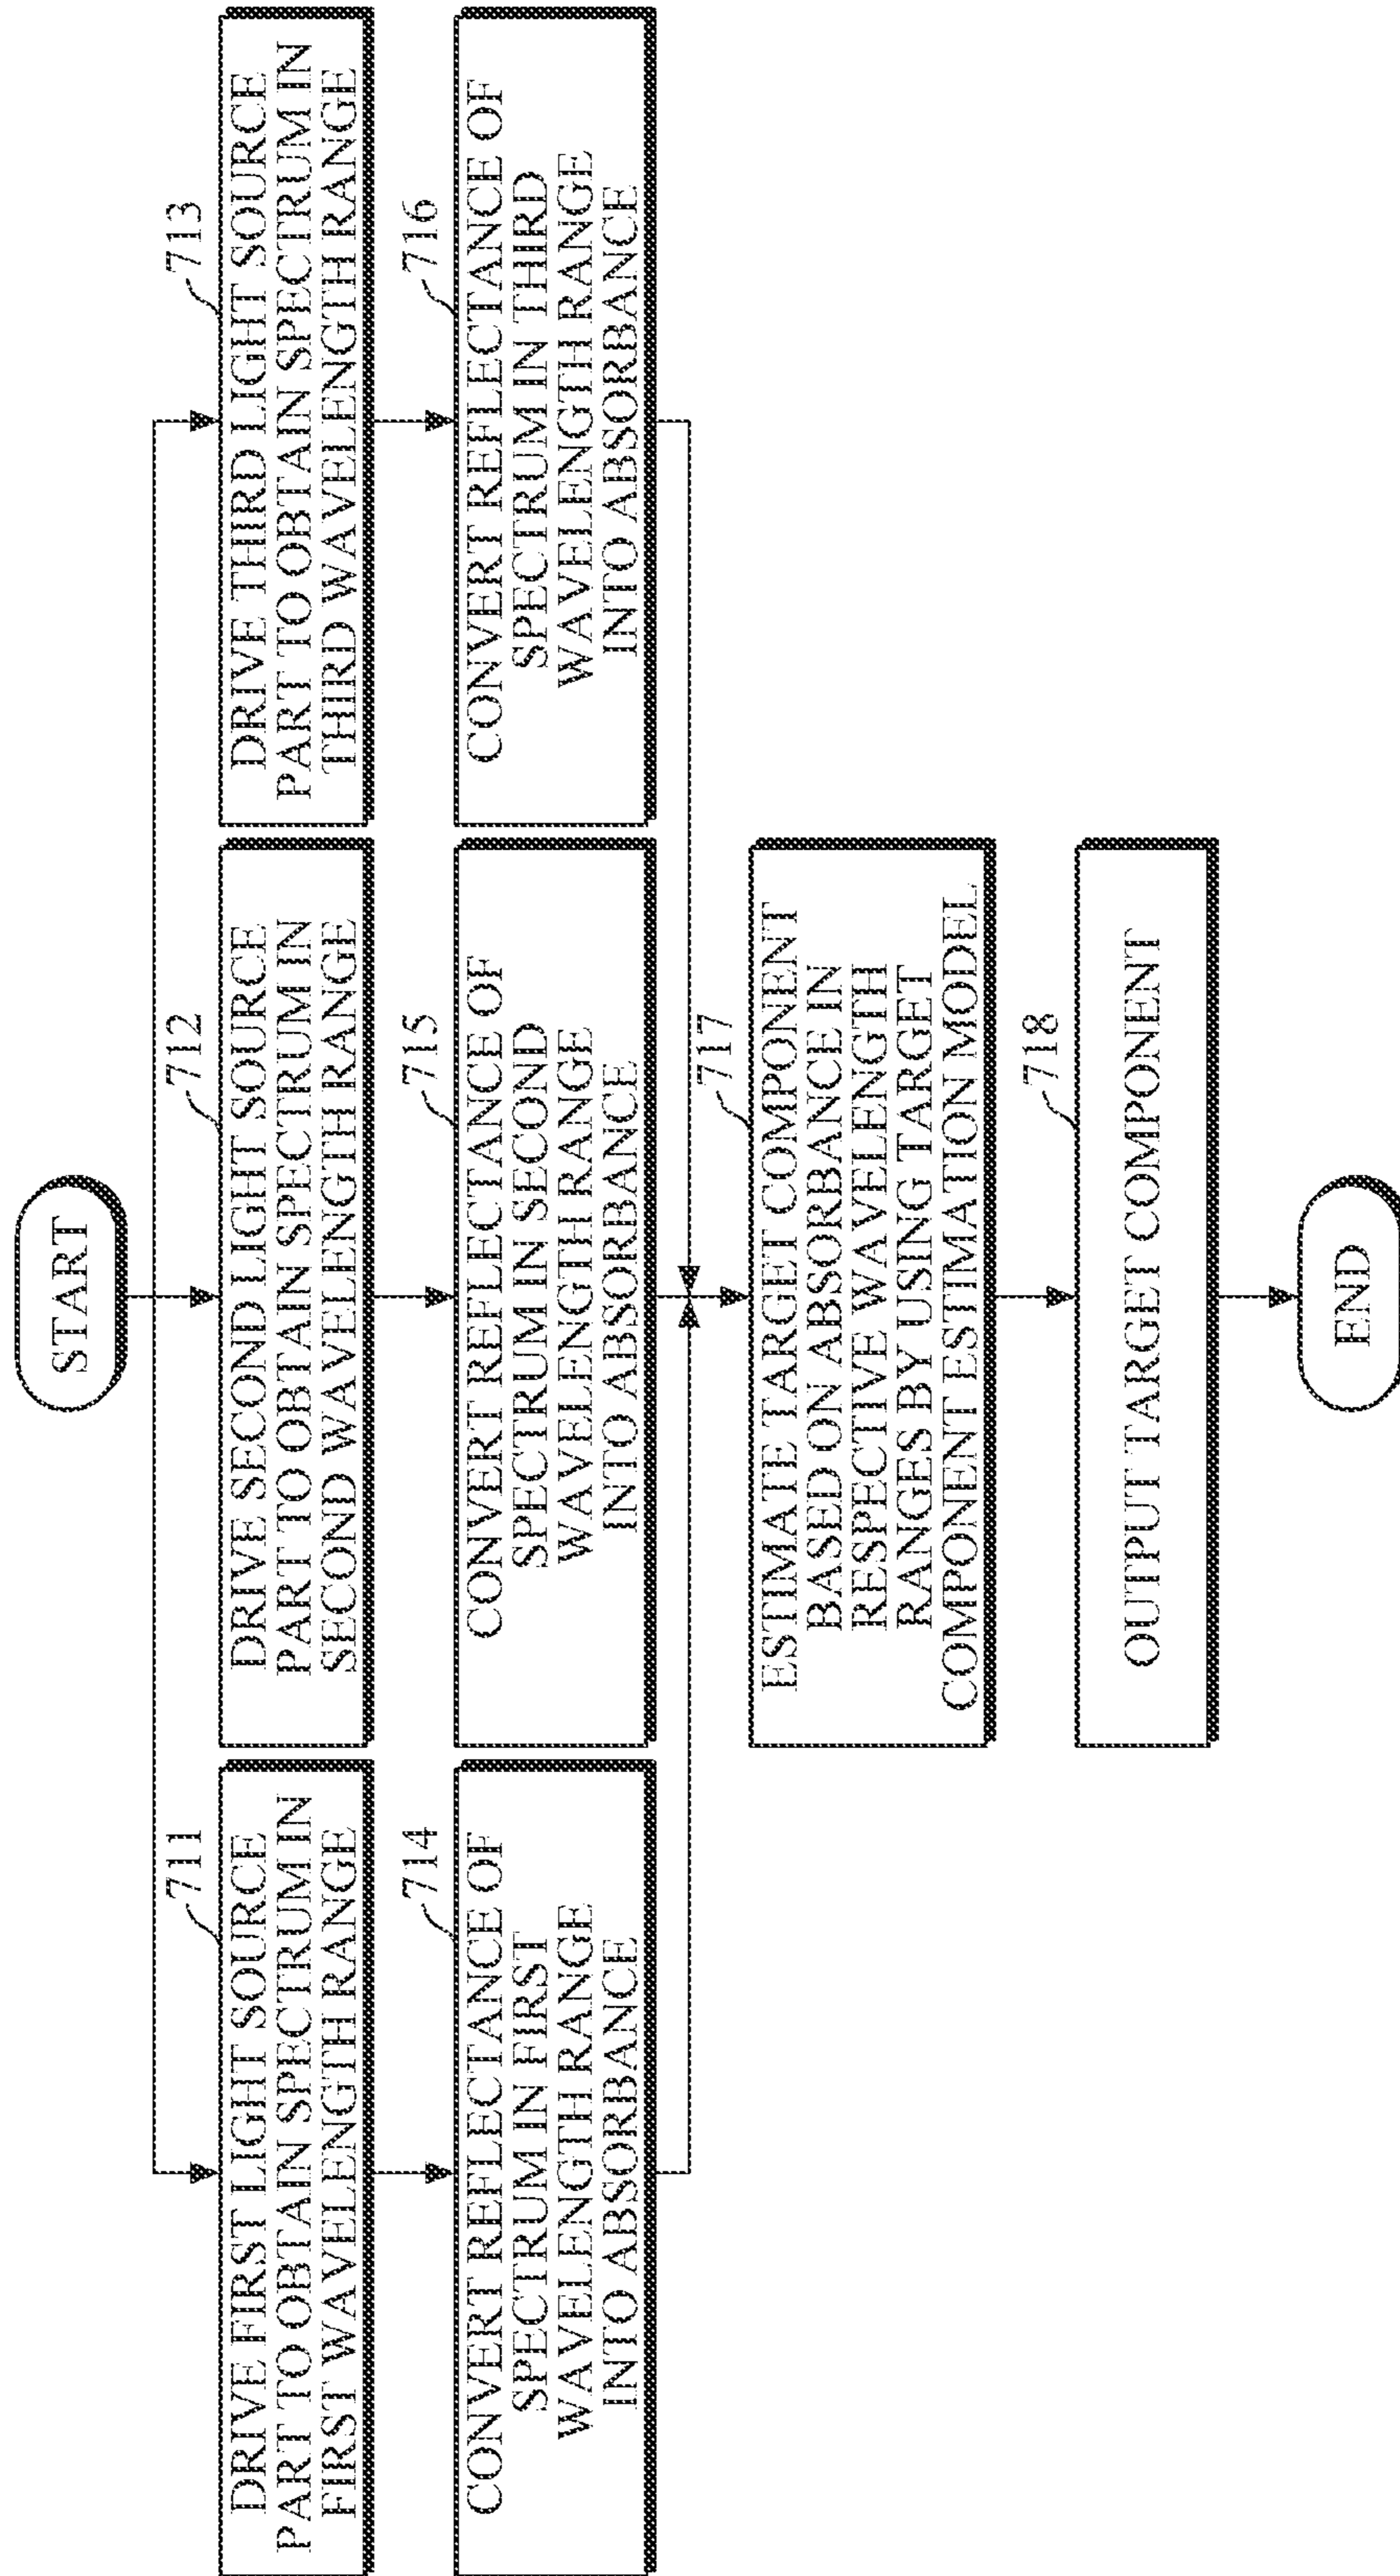 START
711
DRIVE FIRST LIGHT SOURCE
PART TO OBTAIN SPECTRUM IN
FIRST WAVELENGTH RANGE
712
DRIVE SECOND LIGHT SOURCE
PART TO OBTAIN SPECTRUM IN
SECOND WAVELENGTH RANGE
713
DRIVE THIRD LIGHT SOURCE
PART TO OBTAIN SPECTRUM IN
THIRD WAVELENGTH RANGE
714
CONVERT REFLECTANCE OF
SPECTRUM IN FIRST
WAVELENGTH RANGE
INTO ABSORBANCE
715
CONVERT REFLECTANCE OF
SPECTRUM IN SECOND
WAVELENGTH RANGE
INTO ABSORBANCE
716
CONVERT REFLECTANCE OF
SPECTRUM IN THIRD
WAVELENGTH RANGE
INTO ABSORBANCE
717
ESTIMATE TARGET COMPONENT
BASED ON ABSORBANCE IN
RESPECTIVE WAVELENGTH
RANGES BY USING TARGET
COMPONENT ESTIMATION MODEL
718
OUTPUT TARGET COMPONENT
END